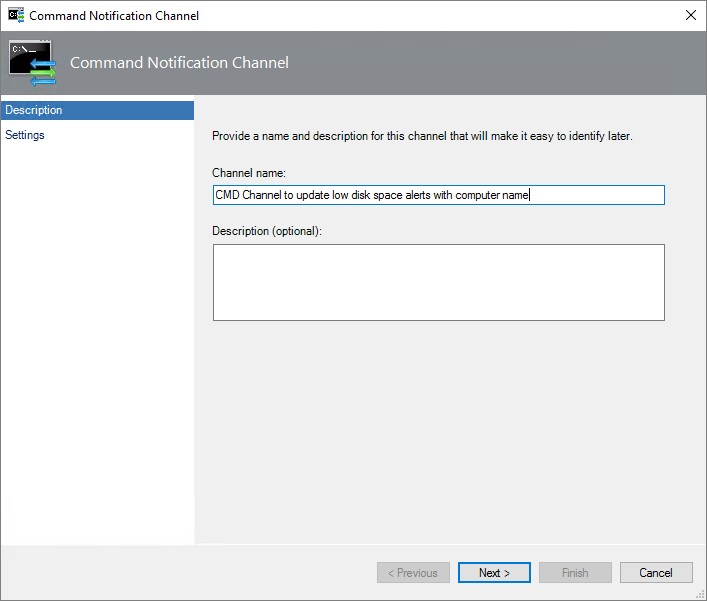 Command Notification Channel
C:\_
Command Notification Channel
Description
Settings
Provide a name and description for this channel that will make it easy to identify later.
Channel name:
CMD Channel to update low disk space alerts with computer name
Description (optional):
< Previous
Next >
Finish
Cancel